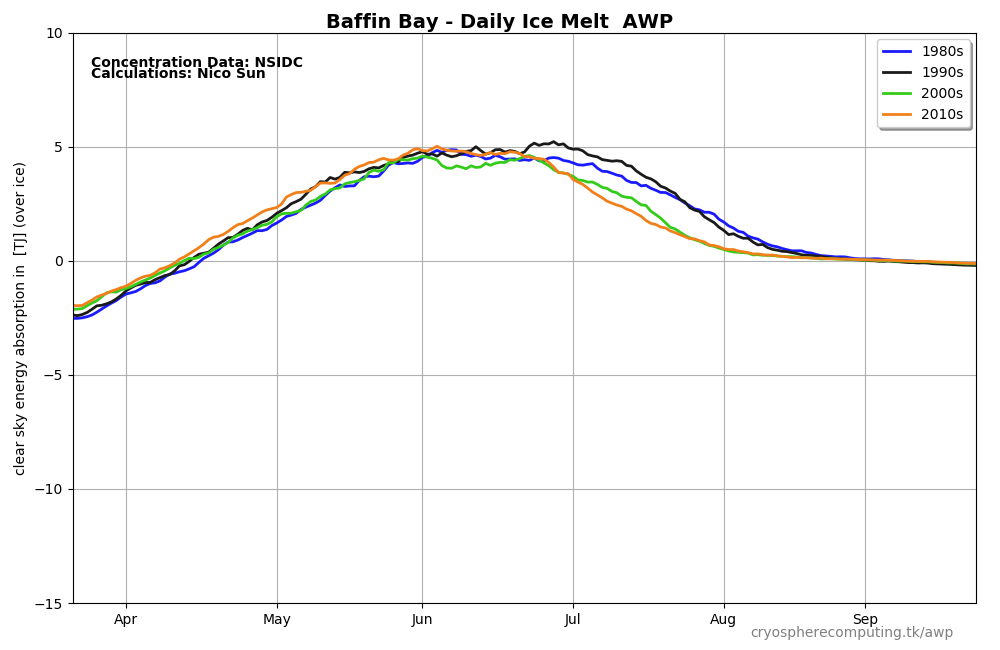 Baffin Bay - Daily Ice Melt  AWP
10
5
0
−5
−10
−15
clear sky energy absorption in  [TJ] (over ice)
Concentration Data: NSIDC
Calculations: Nico Sun
1980s
1990s
2000s
2010s
Apr
May
Jun
Jul
Aug
Sep
cryospherecomputing.tk/awp